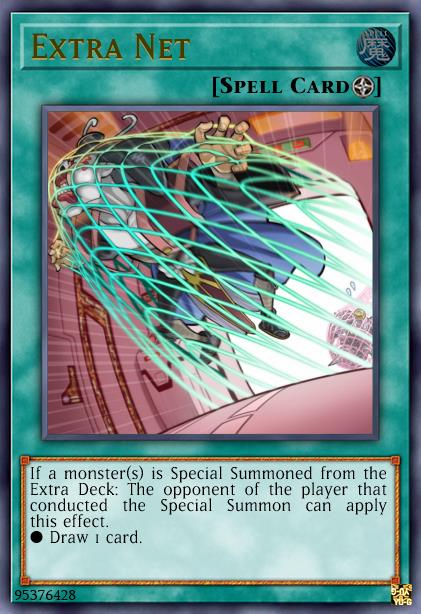 EXTRA NET
魔
[SPELL CARD]
If a monster(s) is Special Summoned from the
Extra Deck: The opponent of the player that
conducted the Special Summon can apply
this effect.
● Draw 1 card.
95376428